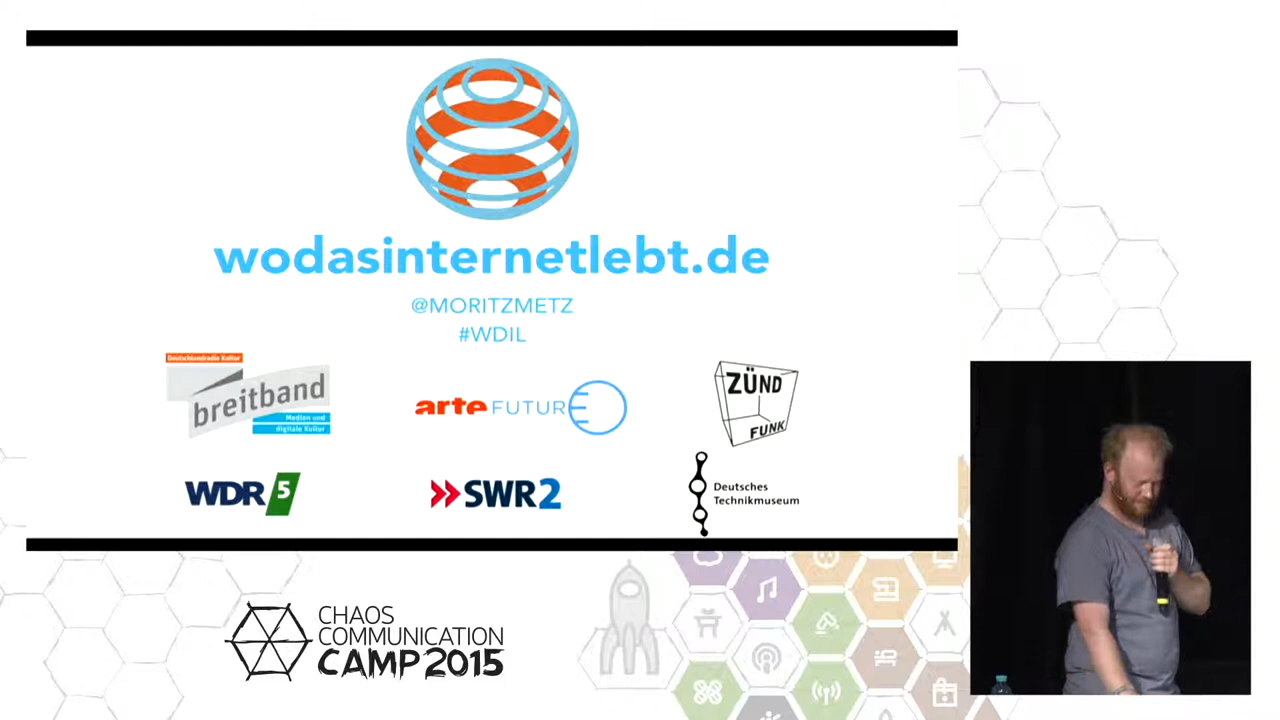 wodasinternetlebt.de
@MORITZMETZ
#WDIL
Deutschlandradio Kultur
breitband
Medien und
digitale Kultur
arte FUTUR
ZÜND
FUNK
WDR 5
SWR2
Deutsches
Technikmuseum
CHAOS
COMMUNICATION
CAMP 2015